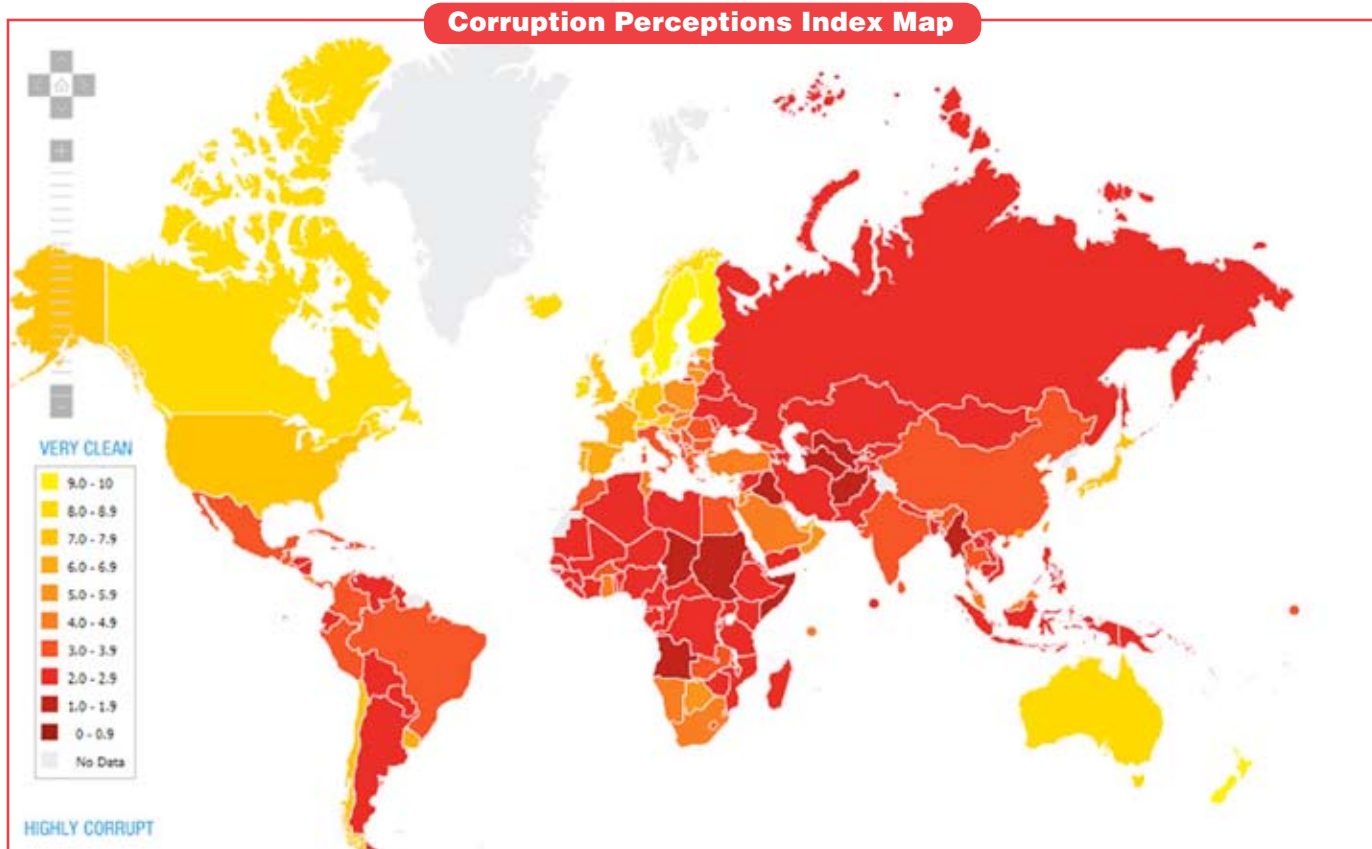 Corruption Perceptions Index Map
VERY CLEAN
9.0 - 10
8.0 - 8.9
7.0 - 7.9
6.0 - 6.9
5.0 - 5.9
4.0 - 4.9
3.0 - 3.9
2.0 - 2.9
1.0 - 1.9
0 - 0.9
No Data
HIGHLY CORRUPT